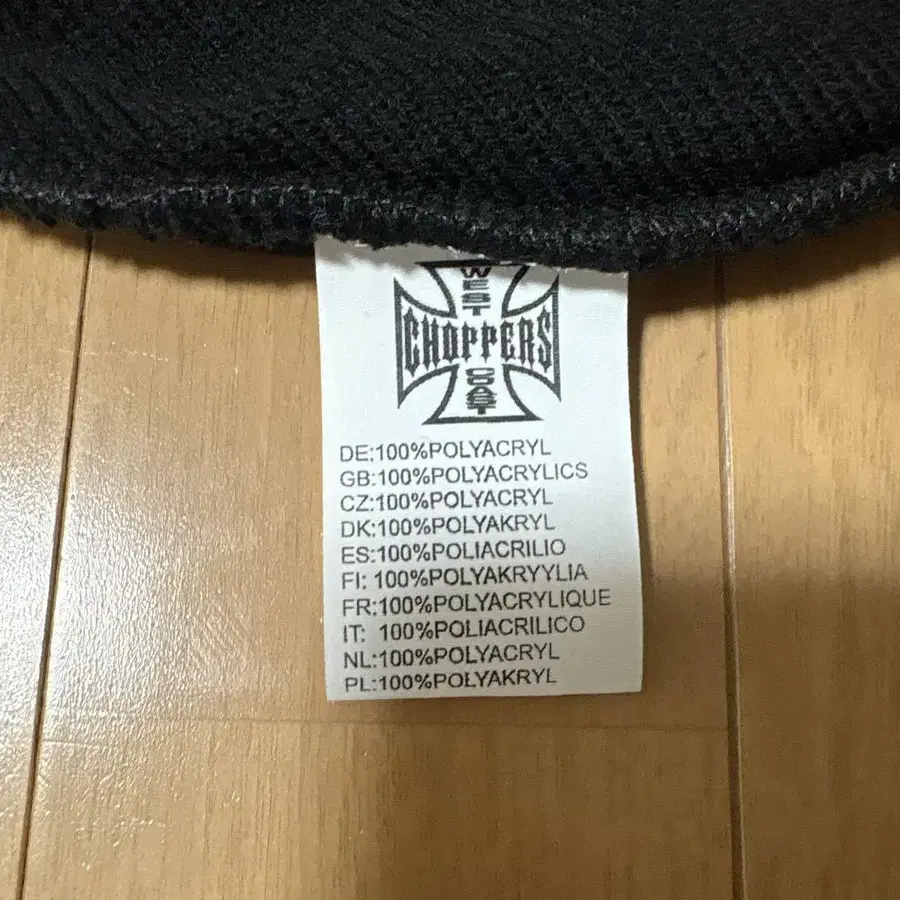 WEST
CHOPPERS
COAST
DE:100%POLYACRYL
GB:100%POLYACRYLICS
CZ:100%POLYACRYL
DK:100%POLYAKRYL
ES:100%POLIACRILIO
FI: 100%POLYAKRYYLIA
FR:100%POLYACRYLIQUE
IT: 100%POLIACRILICO
NL:100%POLYACRYL
PL:100%POLYAKRYL